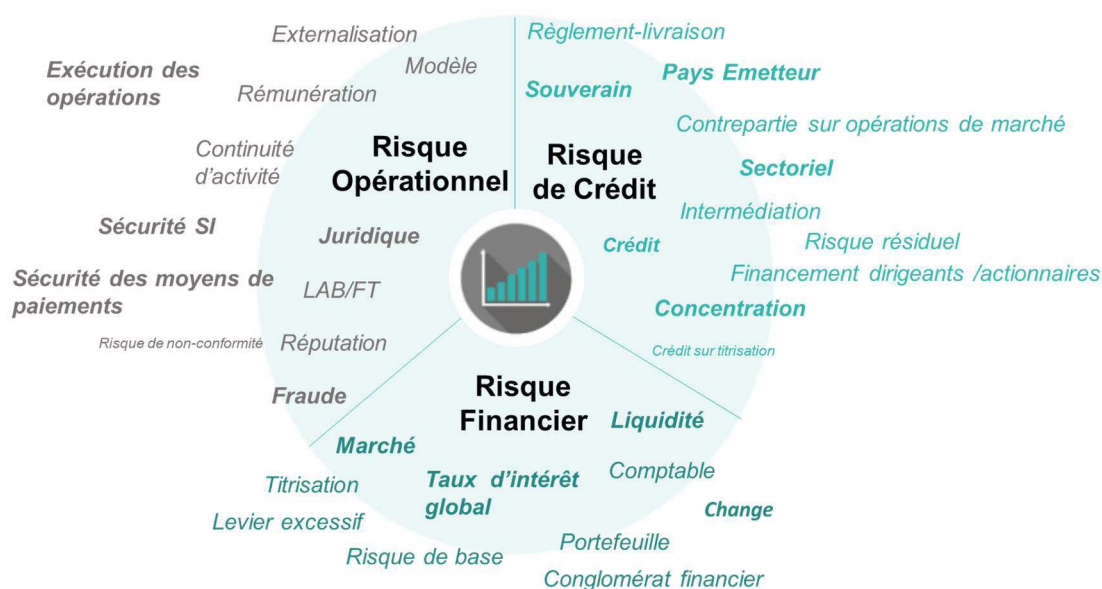 Externalisation
Modèle
Exécution des
opérations
Rémunération
Risque
Opérationnel
Continuité
d'activité
Sécurité SI
Juridique
Sécurité des moyens de
paiements
LAB/FT
Risque de non-conformité
Réputation
Fraude
Règlement-livraison
Pays Emetteur
Souverain
Contrepartie sur opérations de marché
Risque
de Crédit
Sectoriel
Intermédiation
Crédit
Risque résiduel
Financement dirigeants /actionnaires
Concentration
Crédit sur titrisation
Risque
Financier
Liquidité
Marché
Comptable
Taux d'intérêt
global
Titrisation
Change
Levier excessif
Portefeuille
Risque de base
Conglomérat financier